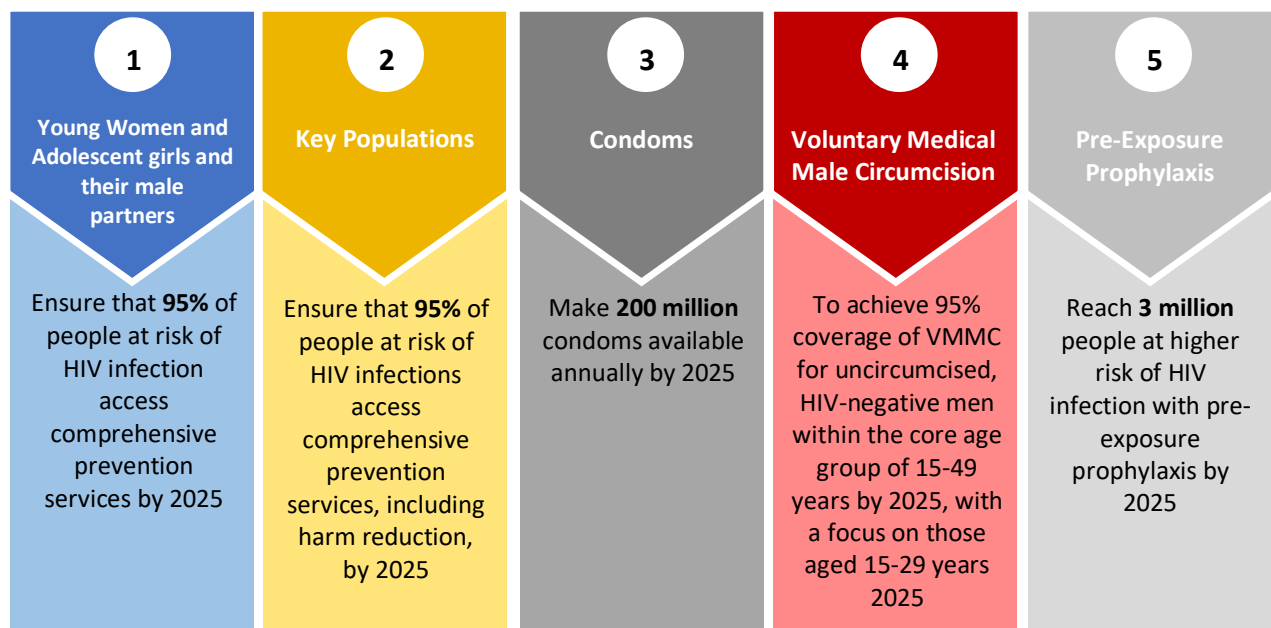 1
Young Women and
Adolescent girls and
their male
partners
Ensure that 95% of
people at risk of
HIV infection
access
comprehensive
prevention
services by 2025
2
Key Populations
Ensure that 95% of
people at risk of
HIV infections
access
comprehensive
prevention
services, including
harm reduction,
by 2025
3
Condoms
Make 200 million
condoms available
annually by 2025
4
Voluntary Medical
Male Circumcision
To achieve 95%
coverage of VMMC
for uncircumcised,
HIV-negative men
within the core age
group of 15-49
years by 2025, with
a focus on those
aged 15-29 years
2025
5
Pre-Exposure
Prophylaxis
Reach 3 million
people at higher
risk of HIV
infection with pre-
exposure
prophylaxis by
2025